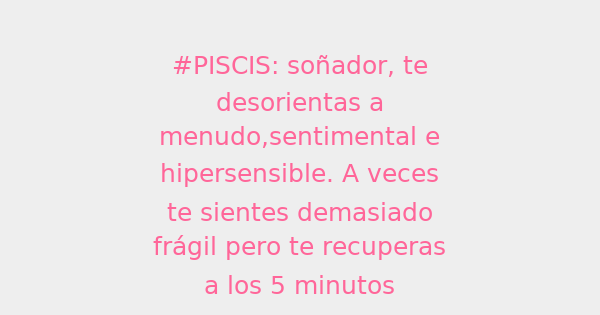 #PISCIS: soñador, te
desorientas a
menudo,sentimental e
hipersensible. A veces
te sientes demasiado
frágil pero te recuperas
a los 5 minutos